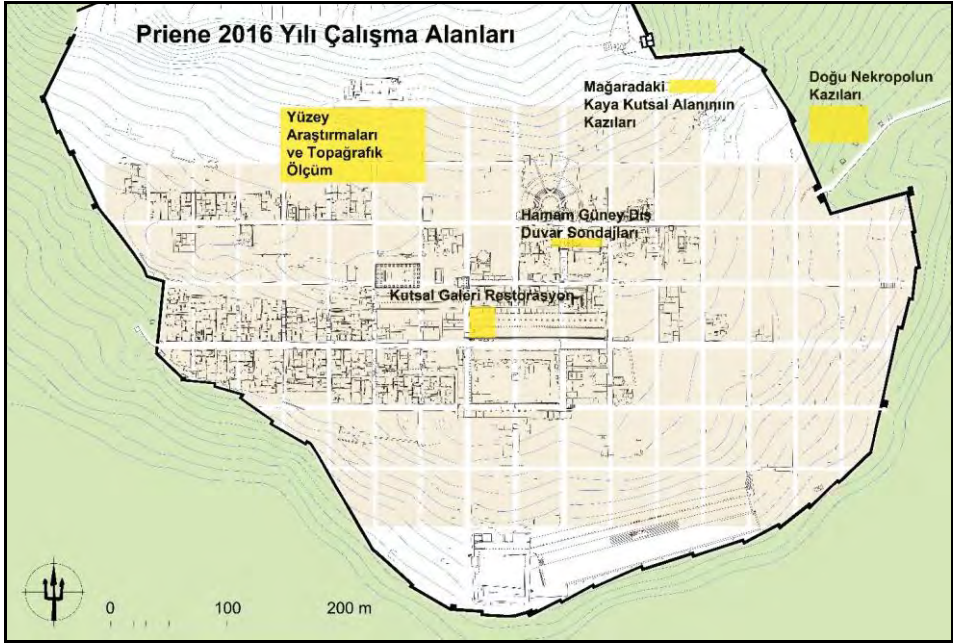 Priene 2016 Yılı Çalışma Alanları
Mağaradaki
Kaya Kutsal Alanının
Kazıları
Doğu Nekropolun
Kazıları
Yüzey
Araştırmaları
ve Topağrafik
Ölçüm
Hamam Güney Dış
Duvar Sondajları
Kutsal Galeri Restorasyon
0 100 200 m